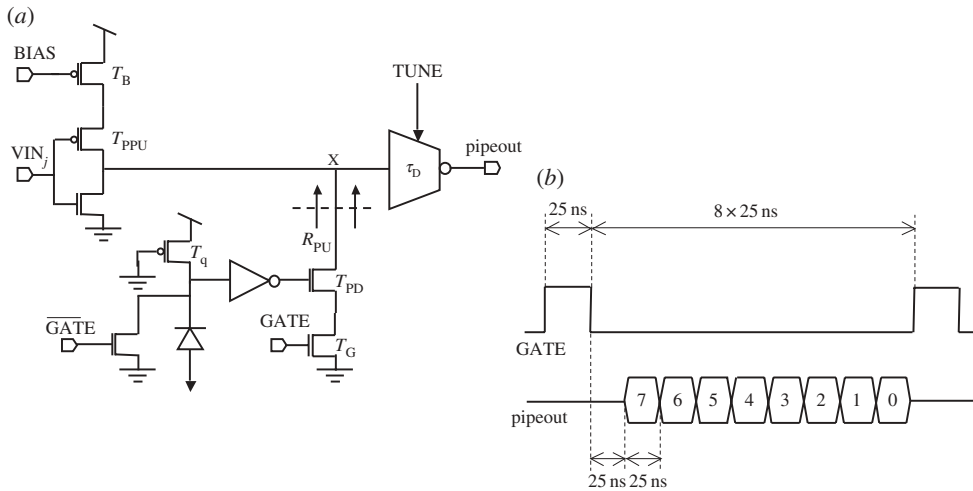 (a)
BIAS
T_B
TUNE
VIN_j
T_PPU
X
τ_D
pipeout
R_PU
T_q
T_PD
GATE
GATE
T_G
(b)
25 ns
8 × 25 ns
GATE
7 6 5 4 3 2 1 0
pipeout
25 ns 25 ns